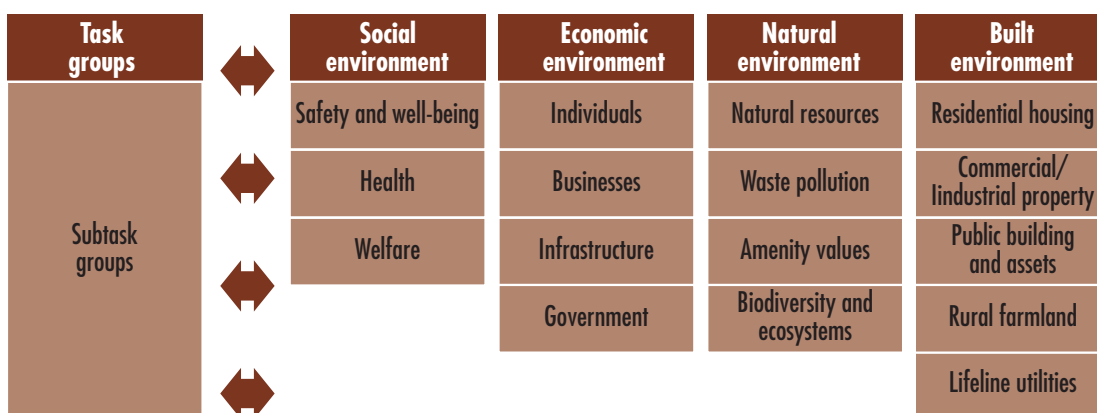 Task
groups
Social
environment
Economic
environment
Natural
environment
Built
environment
Subtask
groups
Safety and well-being
Health
Welfare
Individuals
Businesses
Infrastructure
Government
Natural resources
Waste pollution
Amenity values
Biodiversity and
ecosystems
Residential housing
Commercial/
Iindustrial property
Public building
and assets
Rural farmland
Lifeline utilities